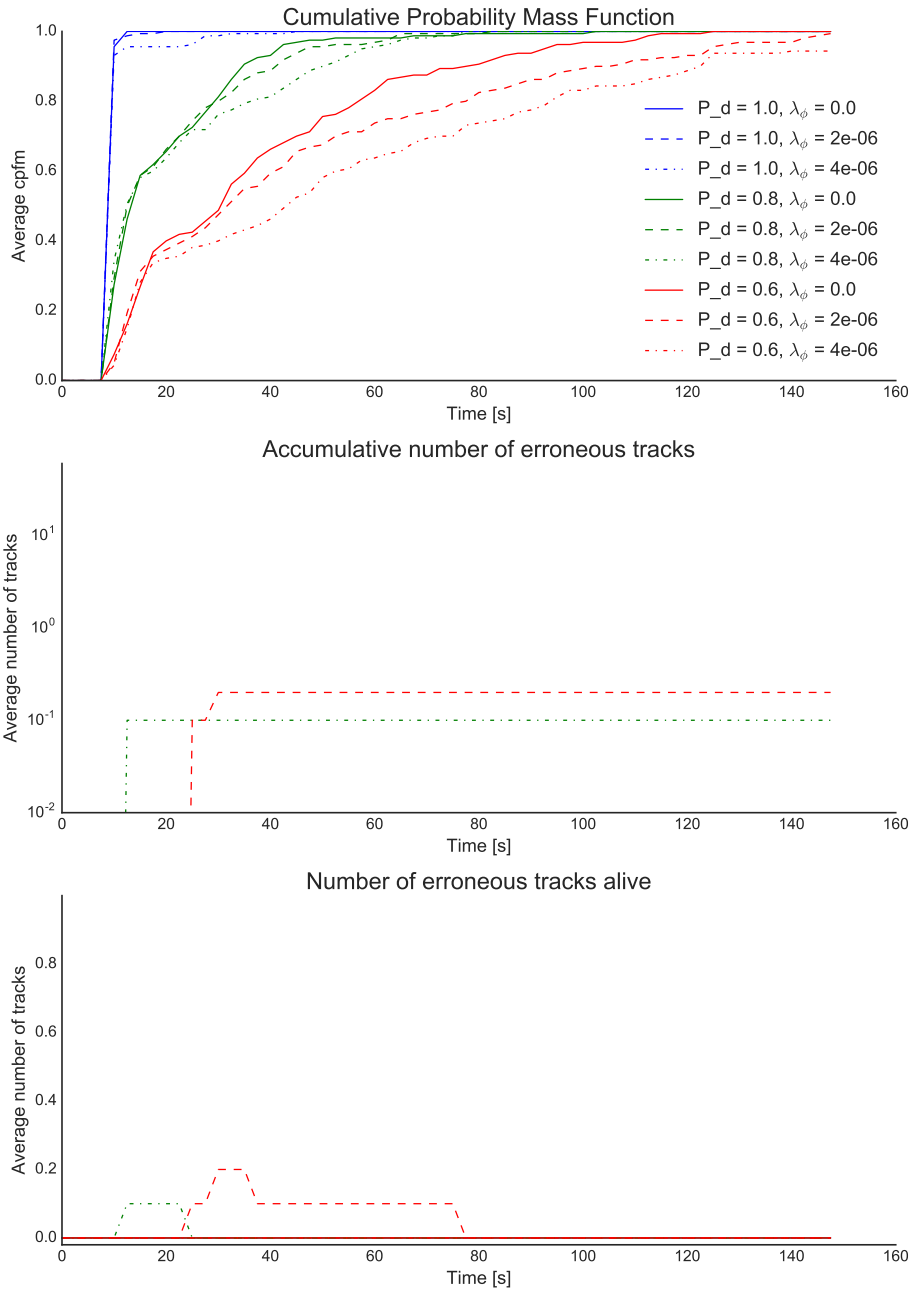 Cumulative Probability Mass Function
1.0
0.8
0.6
0.4
0.2
0.0
Average cpfm
P_d = 1.0, λ_ϕ = 0.0
P_d = 1.0, λ_ϕ = 2e-06
P_d = 1.0, λ_ϕ = 4e-06
P_d = 0.8, λ_ϕ = 0.0
P_d = 0.8, λ_ϕ = 2e-06
P_d = 0.8, λ_ϕ = 4e-06
P_d = 0.6, λ_ϕ = 0.0
P_d = 0.6, λ_ϕ = 2e-06
P_d = 0.6, λ_ϕ = 4e-06
0 20 40 60 80 100 120 140 160
Time [s]
Accumulative number of erroneous tracks
10^1
10^0
10^-1
10^-2
Average number of tracks
0 20 40 60 80 100 120 140 160
Time [s]
Number of erroneous tracks alive
0.8
0.6
0.4
0.2
0.0
Average number of tracks
0 20 40 60 80 100 120 140 160
Time [s]